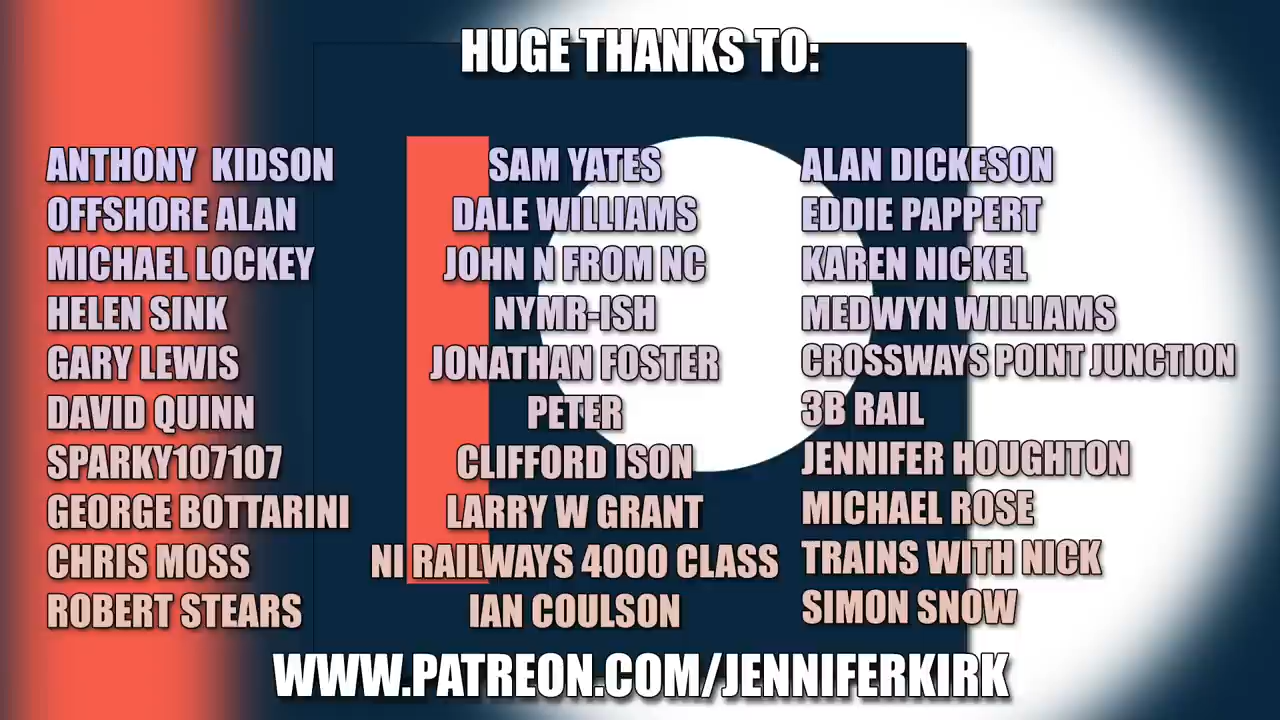 HUGE THANKS TO:
ANTHONY KIDSON
OFFSHORE ALAN
MICHAEL LOCKEY
HELEN SINK
GARY LEWIS
DAVID QUINN
SPARKY107107
GEORGE BOTTARINI
CHRIS MOSS
ROBERT STEARS
SAM YATES
DALE WILLIAMS
JOHN N FROM NC
NYMR-ISH
JONATHAN FOSTER
PETER
CLIFFORD ISON
LARRY W GRANT
NI RAILWAYS 4000 CLASS
IAN COULSON
ALAN DICKESON
EDDIE PAPPERT
KAREN NICKEL
MEDWYN WILLIAMS
CROSSWAYS POINT JUNCTION
3B RAIL
JENNIFER HOUGHTON
MICHAEL ROSE
TRAINS WITH NICK
SIMON SNOW
WWW.PATREON.COM/JENNIFERKIRK